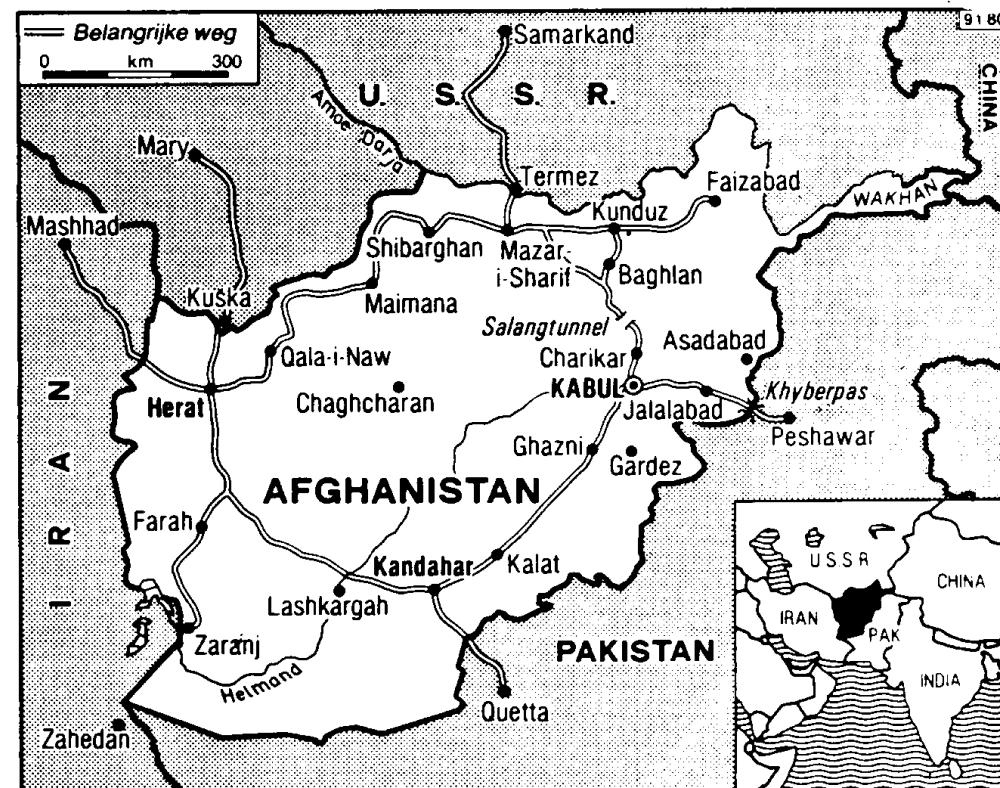 Belangrijke weg
0 km 300
91 80
Samarkand
U. S. S. R.
CHINA
Amoe Darja
Mary
Termez
Faizabad
WAKHAN
Kunduz
Mashhad
Shibarghan
Mazar-
i-Sharif
Baghlan
Kuška
Maimana
Salangtunnel
Asadabad
Qala-i-Naw
Charikar
KABUL
Khyberpas
Herat
Chaghcharan
Jalalabad
Peshawar
Ghazni
Gardez
IRAN
AFGHANISTAN
Farah
Kandahar
Kalat
Lashkargah
Zaranj
PAKISTAN
Helmand
Quetta
Zahedan
USSR
CHINA
IRAN
PAK
INDIA